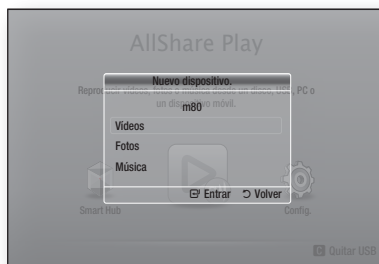 AllShare Play
Nuevo dispositivo.
Reproducir vídeos, fotos o música desde un disco, USB, PC o
un dispositivo móvil.
m80
Vídeos
Fotos
Música
Entrar Volver
Smart Hub
Config.
C Quitar USB